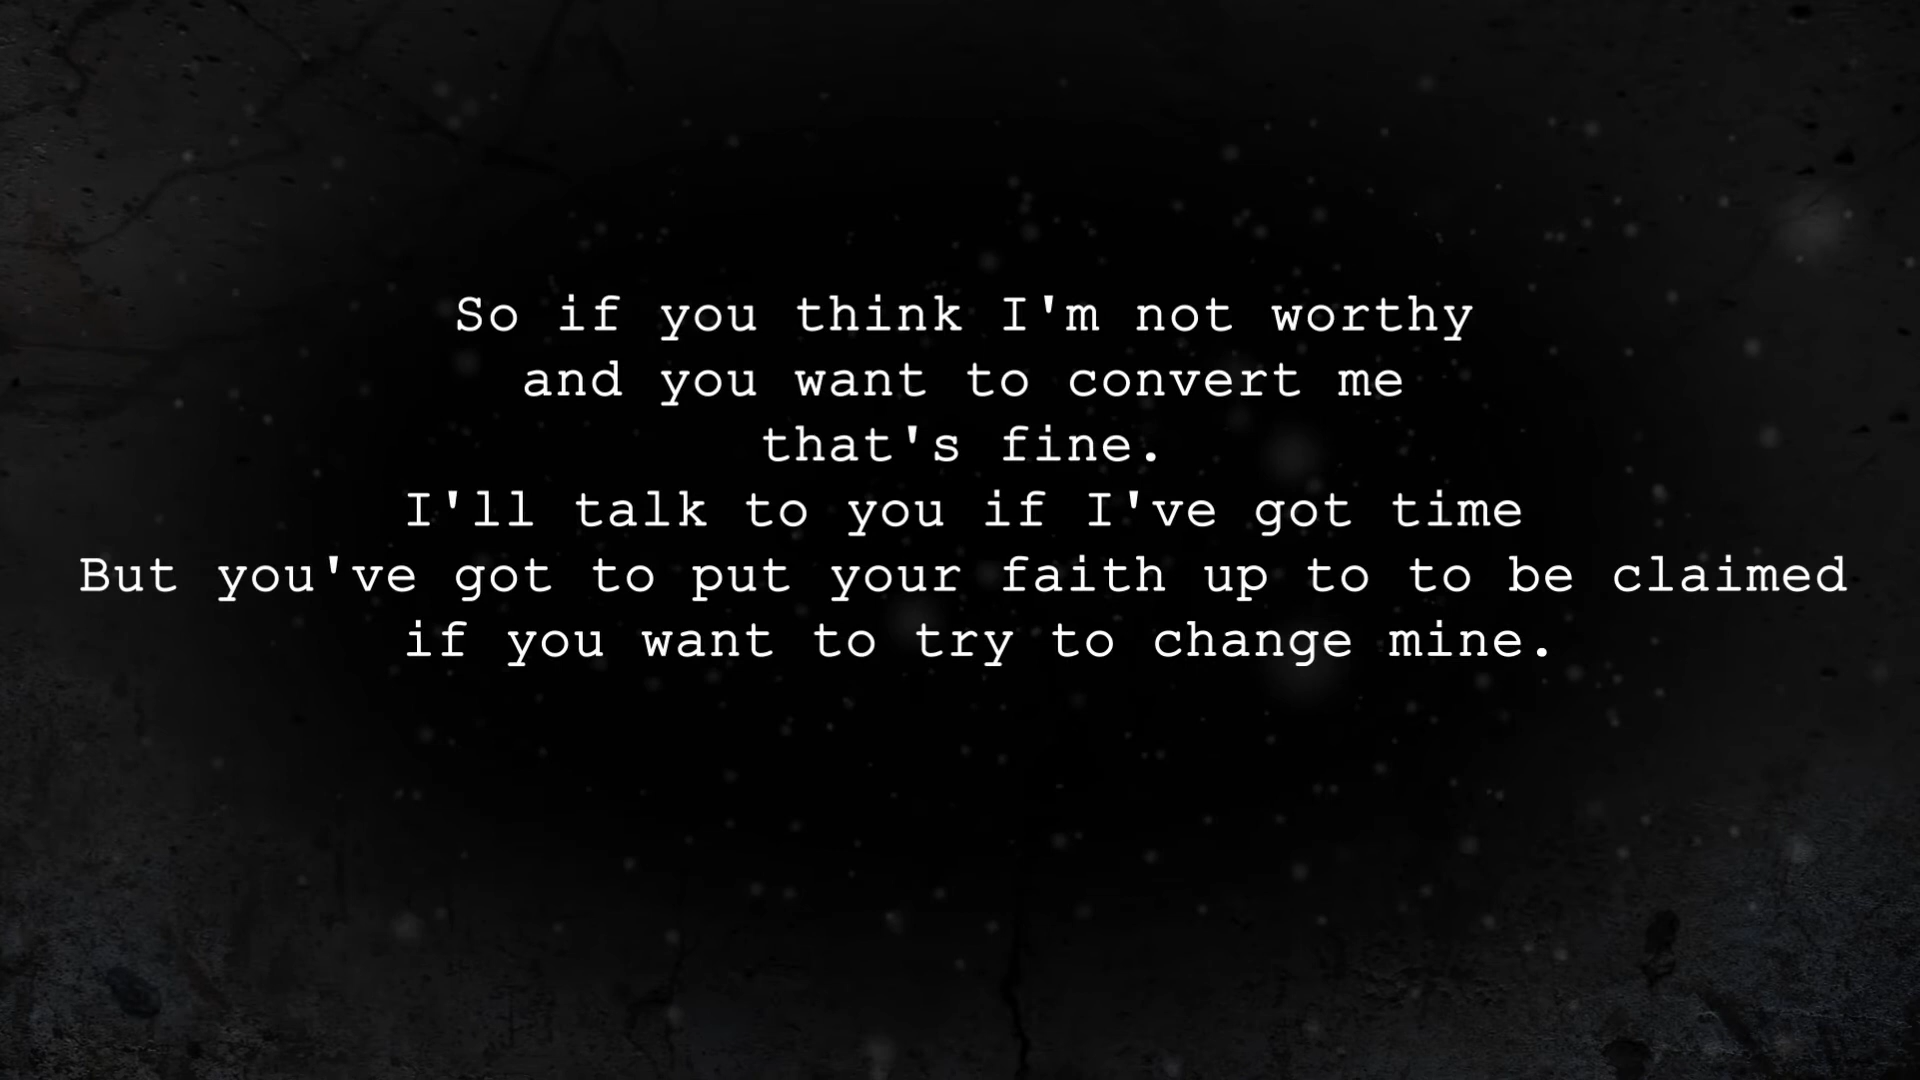 So if you think I'm not worthy
and you want to convert me
that's fine.
I'll talk to you if I've got time
But you've got to put your faith up to to be claimed
if you want to try to change mine.